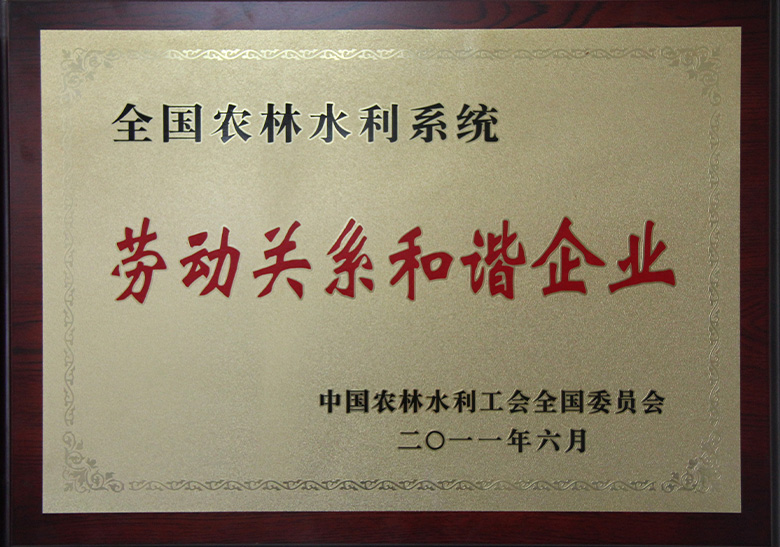 全国农林水利系统
劳动关系和谐企业
中国农林水利工会全国委员会
二〇一一年六月